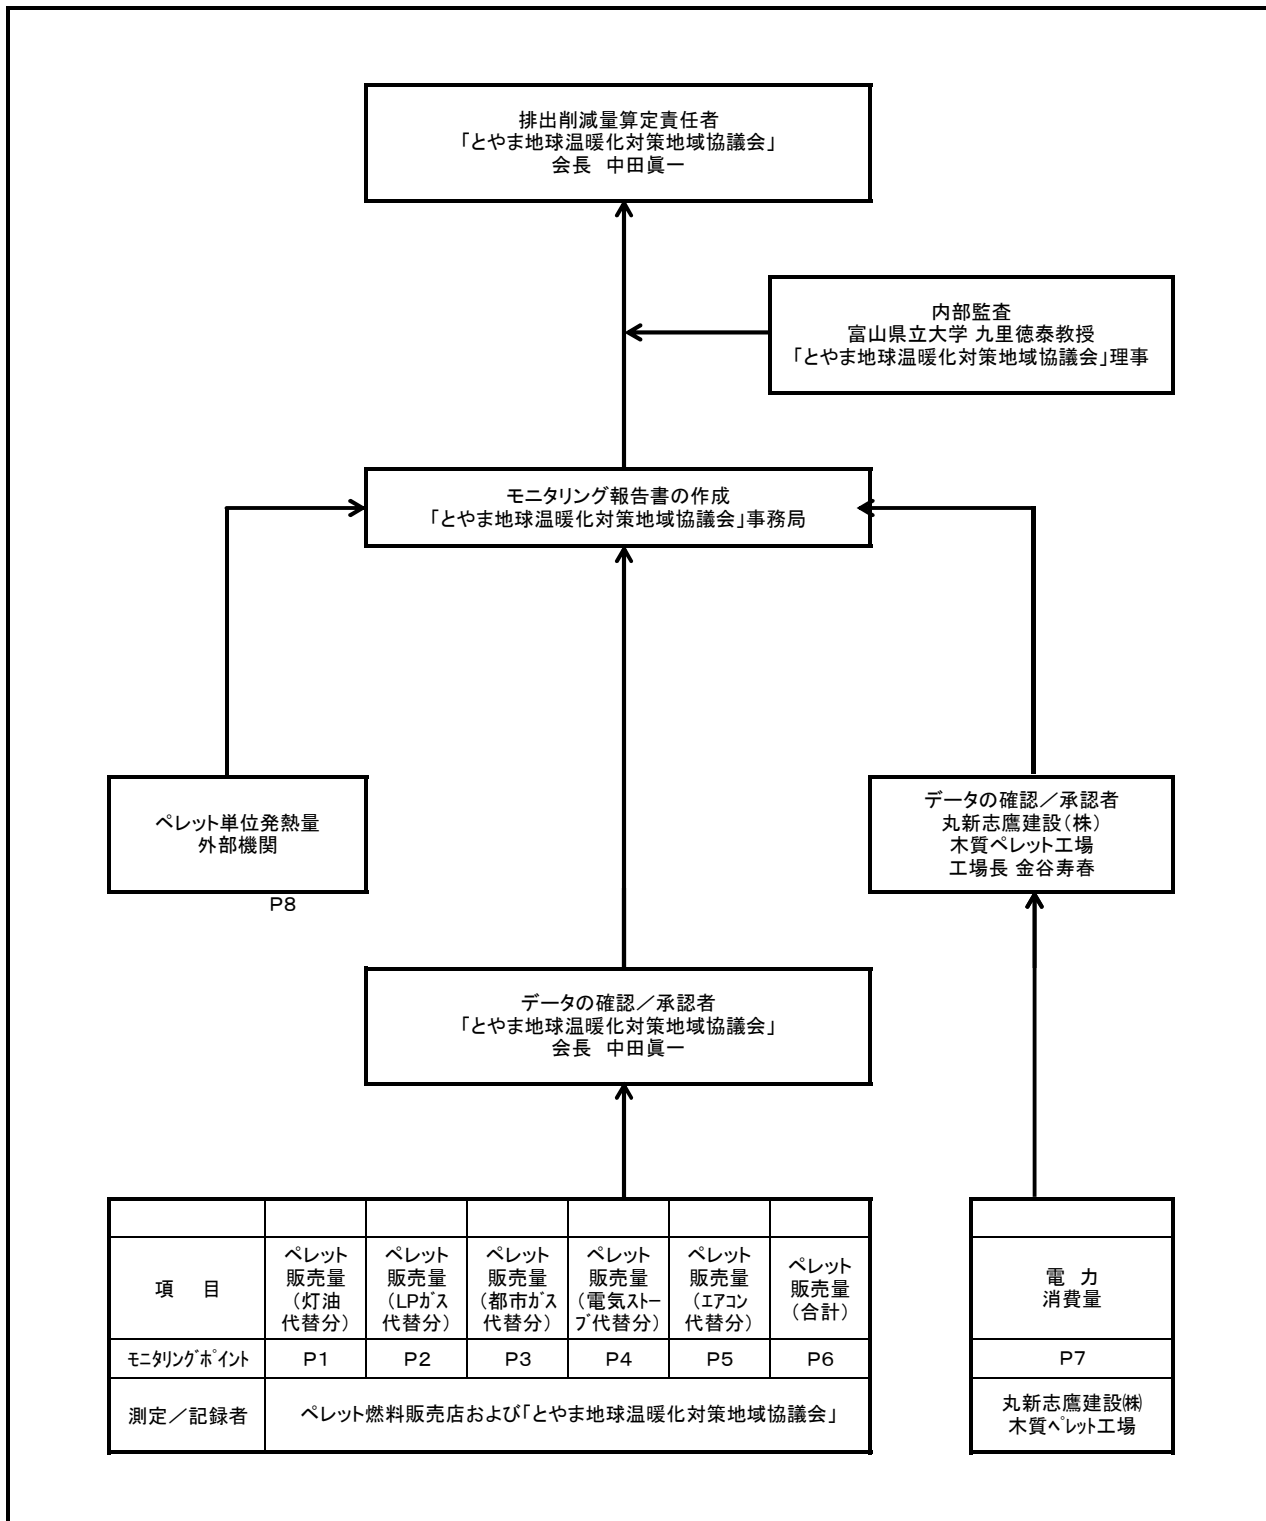 排出削減量算定責任者
「とやま地球温暖化対策地域協議会」
会長　中田眞一
内部監査
富山県立大学 九里徳泰教授
「とやま地球温暖化対策地域協議会」理事
モニタリング報告書の作成
「とやま地球温暖化対策地域協議会」事務局
ペレット単位発熱量
外部機関
P8
データの確認／承認者
丸新志鷹建設（株）
木質ペレット工場
工場長 金谷寿春
データの確認／承認者
「とやま地球温暖化対策地域協議会」
会長　中田眞一
項　目
ペレット
販売量
（灯油
代替分）
ペレット
販売量
（LPｶﾞｽ
代替分）
ペレット
販売量
（都市ｶﾞｽ
代替分）
ペレット
販売量
（電気ｽﾄｰ
ﾌﾞ代替分）
ペレット
販売量
（ｴｱｺﾝ
代替分）
ペレット
販売量
（合計）
モニタリングポイント
P1
P2
P3
P4
P5
P6
測定／記録者
ペレット燃料販売店および「とやま地球温暖化対策地域協議会」
電　力
消費量
P7
丸新志鷹建設㈱
木質ペレット工場